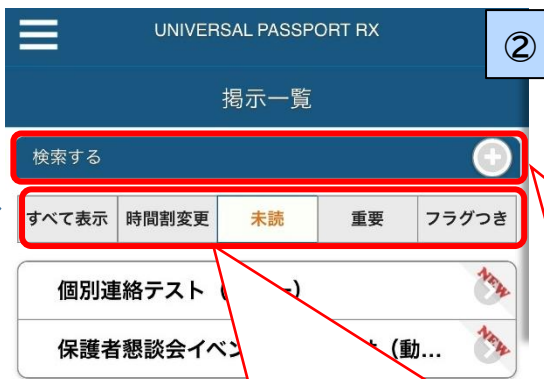 UNIVERSAL PASSPORT RX
②
掲示一覧
検索する
すべて表示 時間割変更 未読 重要 フラグつき
個別連絡テスト
NEW
保護者懇談会イベ (動...
NEW